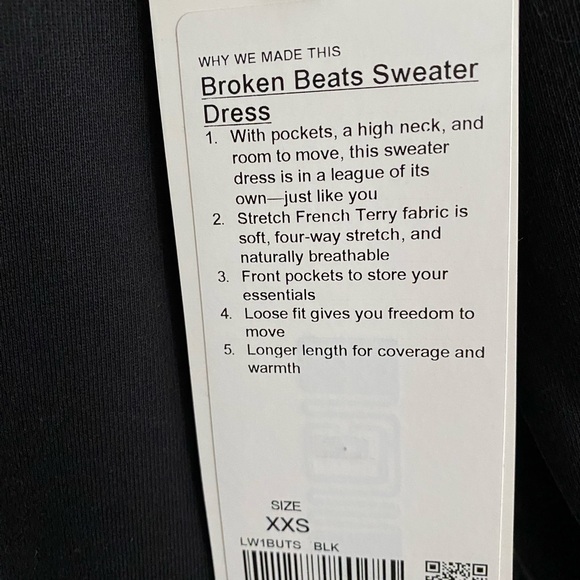 WHY WE MADE THIS
Broken Beats Sweater
Dress
1. With pockets, a high neck, and
room to move, this sweater
dress is in a league of its
own—just like you
2. Stretch French Terry fabric is
soft, four-way stretch, and
naturally breathable
3. Front pockets to store your
essentials
4. Loose fit gives you freedom to
move
5. Longer length for coverage and
warmth
SIZE
XXS
LW1BUTS BLK